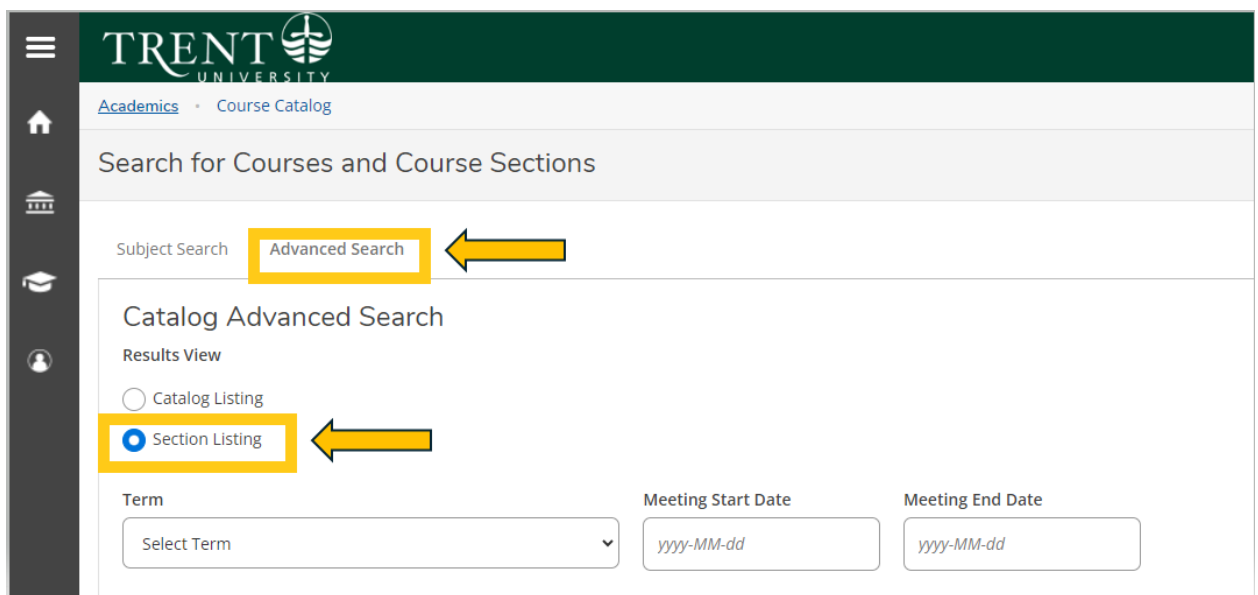 TRENT
UNIVERSITY
Academics • Course Catalog
Search for Courses and Course Sections
Subject Search Advanced Search
Catalog Advanced Search
Results View
Catalog Listing
Section Listing
Term Meeting Start Date Meeting End Date
Select Term yyyy-MM-dd yyyy-MM-dd